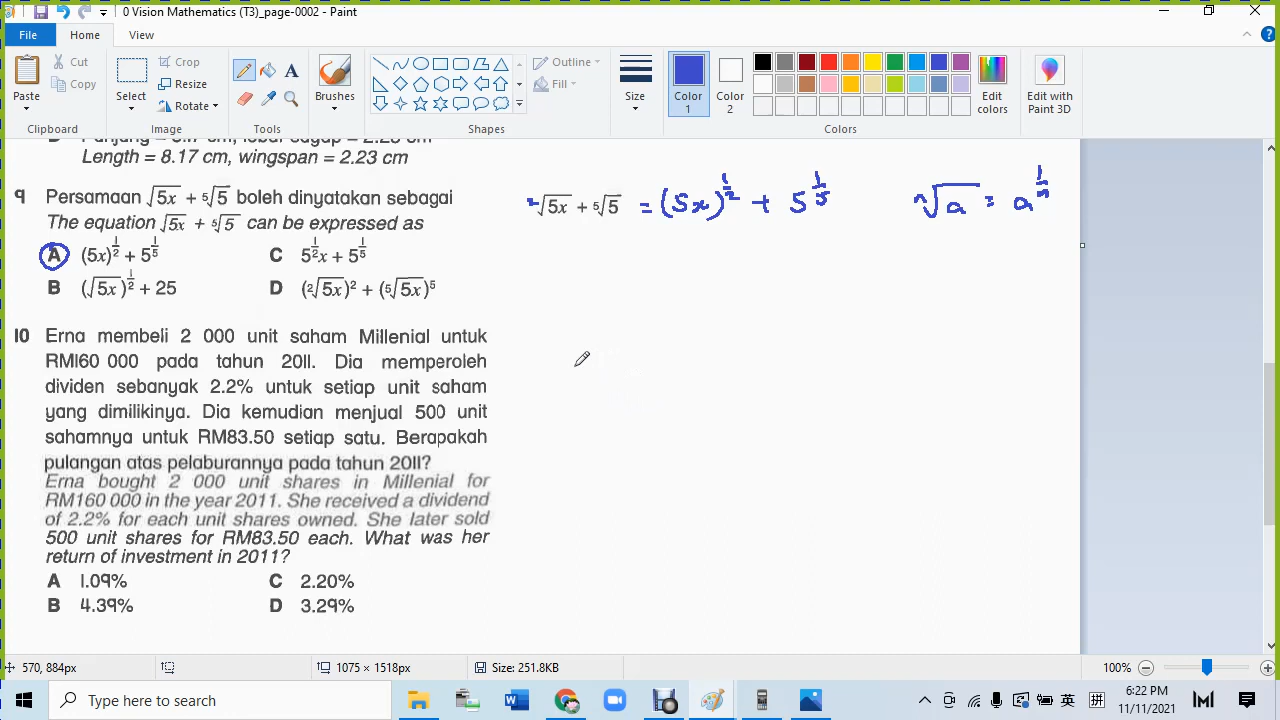 0 Vision Mathematics (T3)_page-0002 - Paint
File Home View
Paste Cut Copy Select Crop Resize Rotate Brushes Outline Fill Size Color 1 Color 2 Edit colors Edit with Paint 3D
Clipboard Image Tools Shapes Colors
Length = 8.17 cm, wingspan = 2.23 cm
9 Persamaan √5x + ⁵√5 boleh dinyatakan sebagai
The equation √5x + ⁵√5 can be expressed as
A (5x)^1/2 + 5^1/5 C 5^1/2x + 5^1/5
B (√5x)^1/2 + 25 D (²√5x)² + (⁵√5x)⁵
²√5x + ⁵√5 = (5x)^1/2 + 5^1/5
ⁿ√a = a^1/n
10 Erna membeli 2 000 unit saham Millenial untuk
RM160 000 pada tahun 2011. Dia memperoleh
dividen sebanyak 2.2% untuk setiap unit saham
yang dimilikinya. Dia kemudian menjual 500 unit
sahamnya untuk RM83.50 setiap satu. Berapakah
pulangan atas pelaburannya pada tahun 2011?
Erna bought 2 000 unit shares in Millenial for
RM160 000 in the year 2011. She received a dividend
of 2.2% for each unit shares owned. She later sold
500 unit shares for RM83.50 each. What was her
return of investment in 2011?
A 1.09% C 2.20%
B 4.39% D 3.29%
570, 884px 1075 × 1518px Size: 251.8KB 100%
Type here to search
英 拼
6:22 PM
11/11/2021